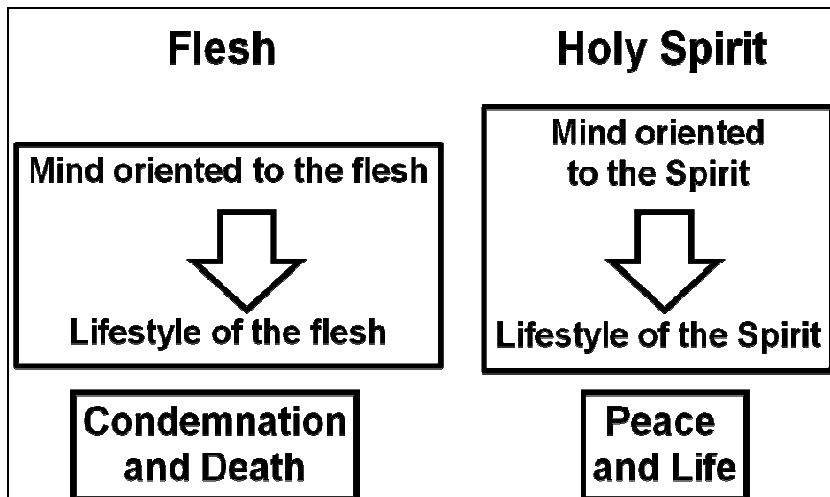 Flesh
Mind oriented to the flesh
Lifestyle of the flesh
Condemnation
and Death
Holy Spirit
Mind oriented
to the Spirit
Lifestyle of the Spirit
Peace
and Life